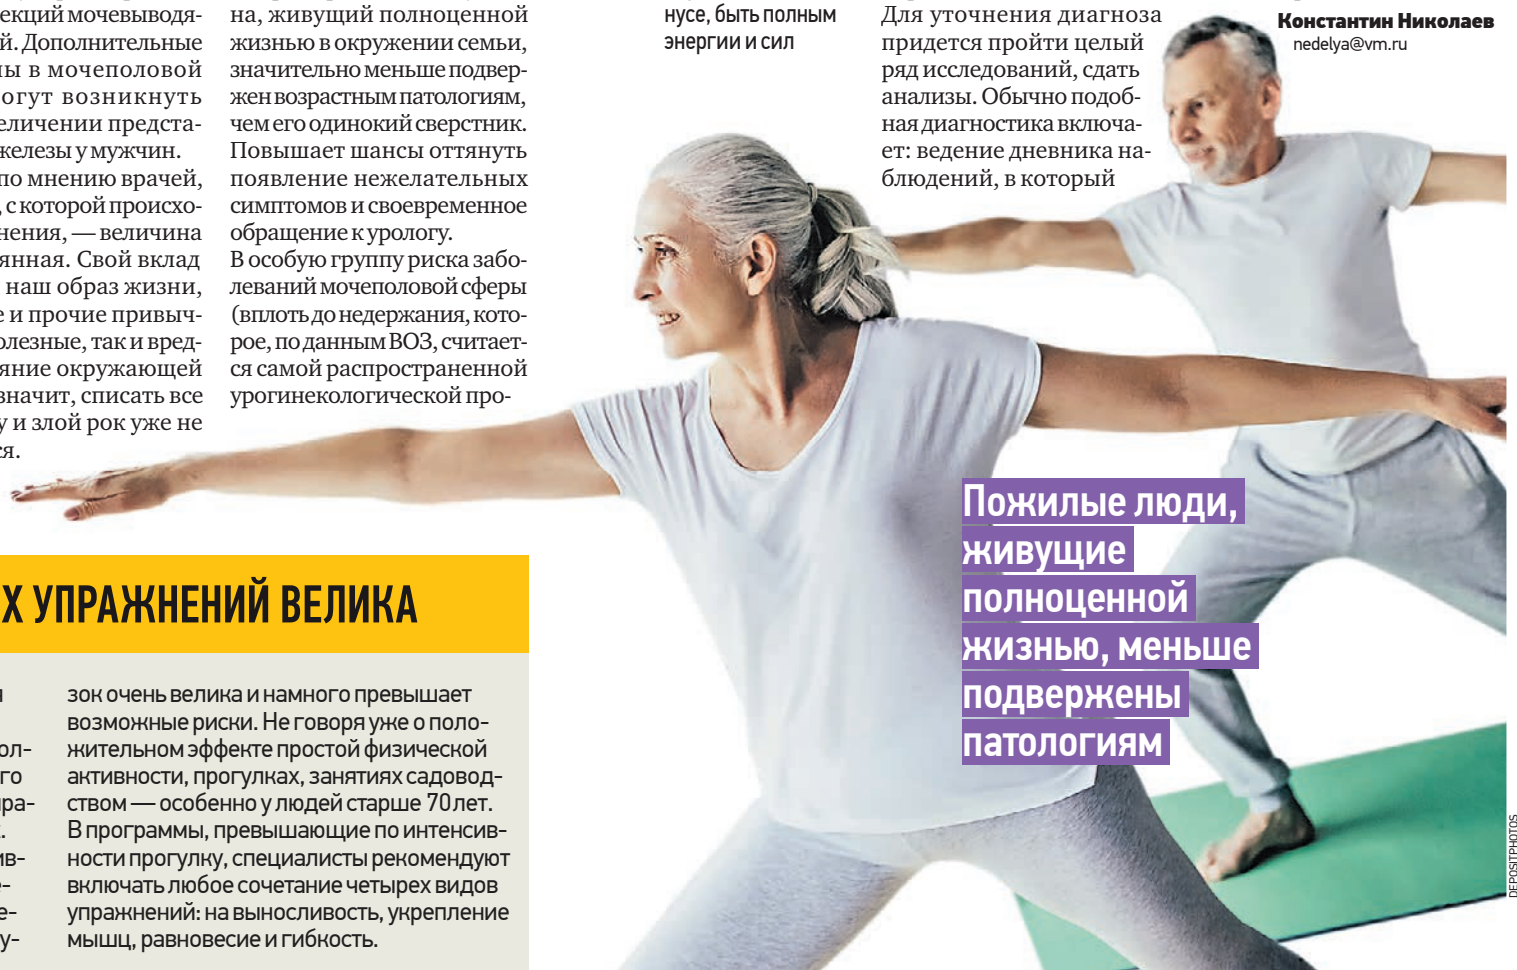 екций мочевыводя-
й. Дополнительные
ы в мочеполовой
огут возникнуть
еличении предста-
железы у мужчин.
по мнению врачей,
, с которой происхо-
нения, — величина
янная. Свой вклад
наш образ жизни,
е и прочие привыч-
олезные, так и вред-
яние окружающей
значит, списать все
у и злой рок уже не
ся.
на, живущий полноценной
жизнью в окружении семьи,
значительно меньше подвер-
жен возрастным патологиям,
чем его одинокий сверстник.
Повышает шансы оттянуть
появление нежелательных
симптомов и своевременное
обращение к урологу.
В особую группу риска забо-
леваний мочеполовой сферы
(вплоть до недержания, кото-
рое, по данным ВОЗ, считает-
ся самой распространенной
урогинекологической про-
нусе, быть полным
энергии и сил
Для уточнения диагноза
придется пройти целый
ряд исследований, сдать
анализы. Обычно подоб-
ная диагностика включа-
ет: ведение дневника на-
блюдений, в который
Константин Николаев
nedelya@vm.ru
Пожилые люди,
живущие
полноценной
жизнью, меньше
подвержены
патологиям
Х УПРАЖНЕНИЙ ВЕЛИКА
ол-
го
ра-
ив-
е-
е-
у-
зок очень велика и намного превышает
возможные риски. Не говоря уже о поло-
жительном эффекте простой физической
активности, прогулках, занятиях садовод-
ством — особенно у людей старше 70 лет.
В программы, превышающие по интенсив-
ности прогулку, специалисты рекомендуют
включать любое сочетание четырех видов
упражнений: на выносливость, укрепление
мышц, равновесие и гибкость.
DEPOSITPHOTOS